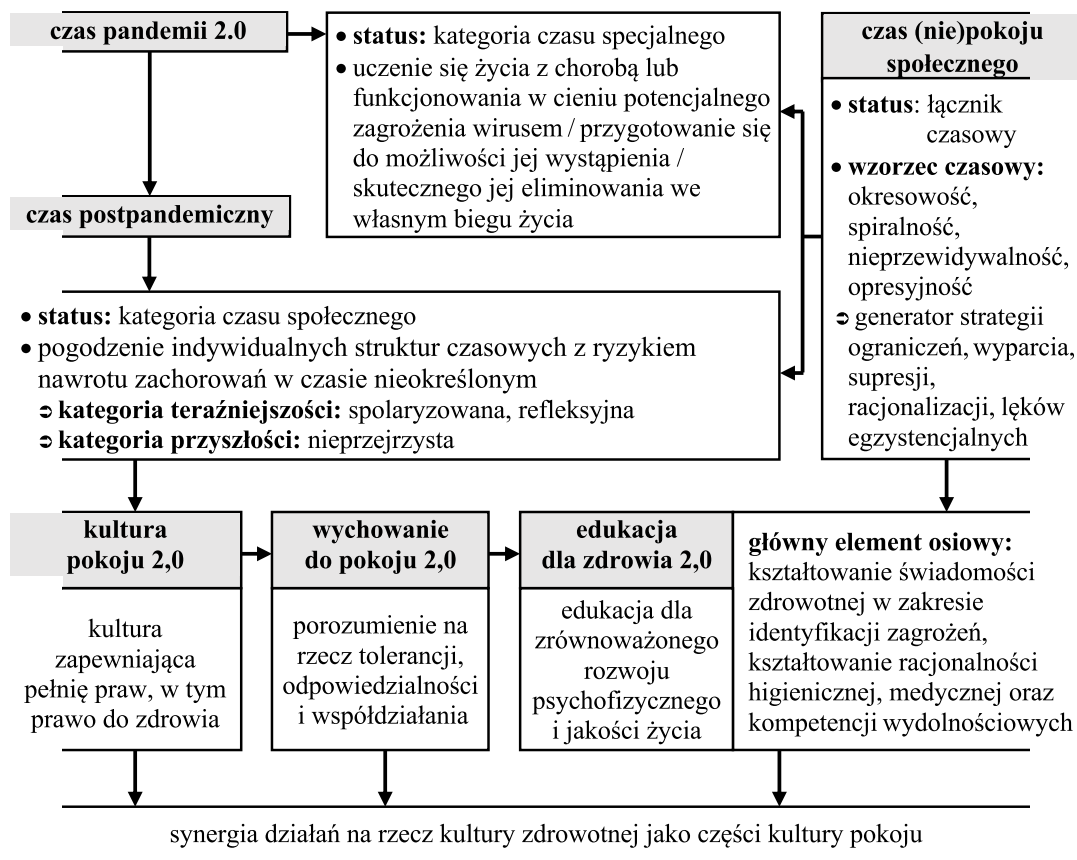 czas pandemii 2.0
• status: kategoria czasu specjalnego
• uczenie się życia z chorobą lub
funkcjonowania w cieniu potencjalnego
zagrożenia wirusem / przygotowanie się
do możliwości jej wystąpienia /
skutecznego jej eliminowania we
własnym biegu życia
czas (nie)pokoju
społecznego
• status: łącznik
czasowy
• wzorzec czasowy:
okresowość,
spiralność,
nieprzewidywalność,
opresyjność
➲ generator strategii
ograniczeń, wyparcia,
supresji,
racjonalizacji, lęków
egzystencjalnych
czas postpandemiczny
• status: kategoria czasu społecznego
• pogodzenie indywidualnych struktur czasowych z ryzykiem
nawrotu zachorowań w czasie nieokreślonym
➲ kategoria teraźniejszości: spolaryzowana, refleksyjna
➲ kategoria przyszłości: nieprzejrzysta
kultura
pokoju 2,0
kultura
zapewniająca
pełnię praw, w tym
prawo do zdrowia
wychowanie
do pokoju 2,0
porozumienie na
rzecz tolerancji,
odpowiedzialności
i współdziałania
edukacja
dla zdrowia 2,0
edukacja dla
zrównoważonego
rozwoju
psychofizycznego
i jakości życia
główny element osiowy:
kształtowanie świadomości
zdrowotnej w zakresie
identyfikacji zagrożeń,
kształtowanie racjonalności
higienicznej, medycznej oraz
kompetencji wydolnościowych
synergia działań na rzecz kultury zdrowotnej jako części kultury pokoju